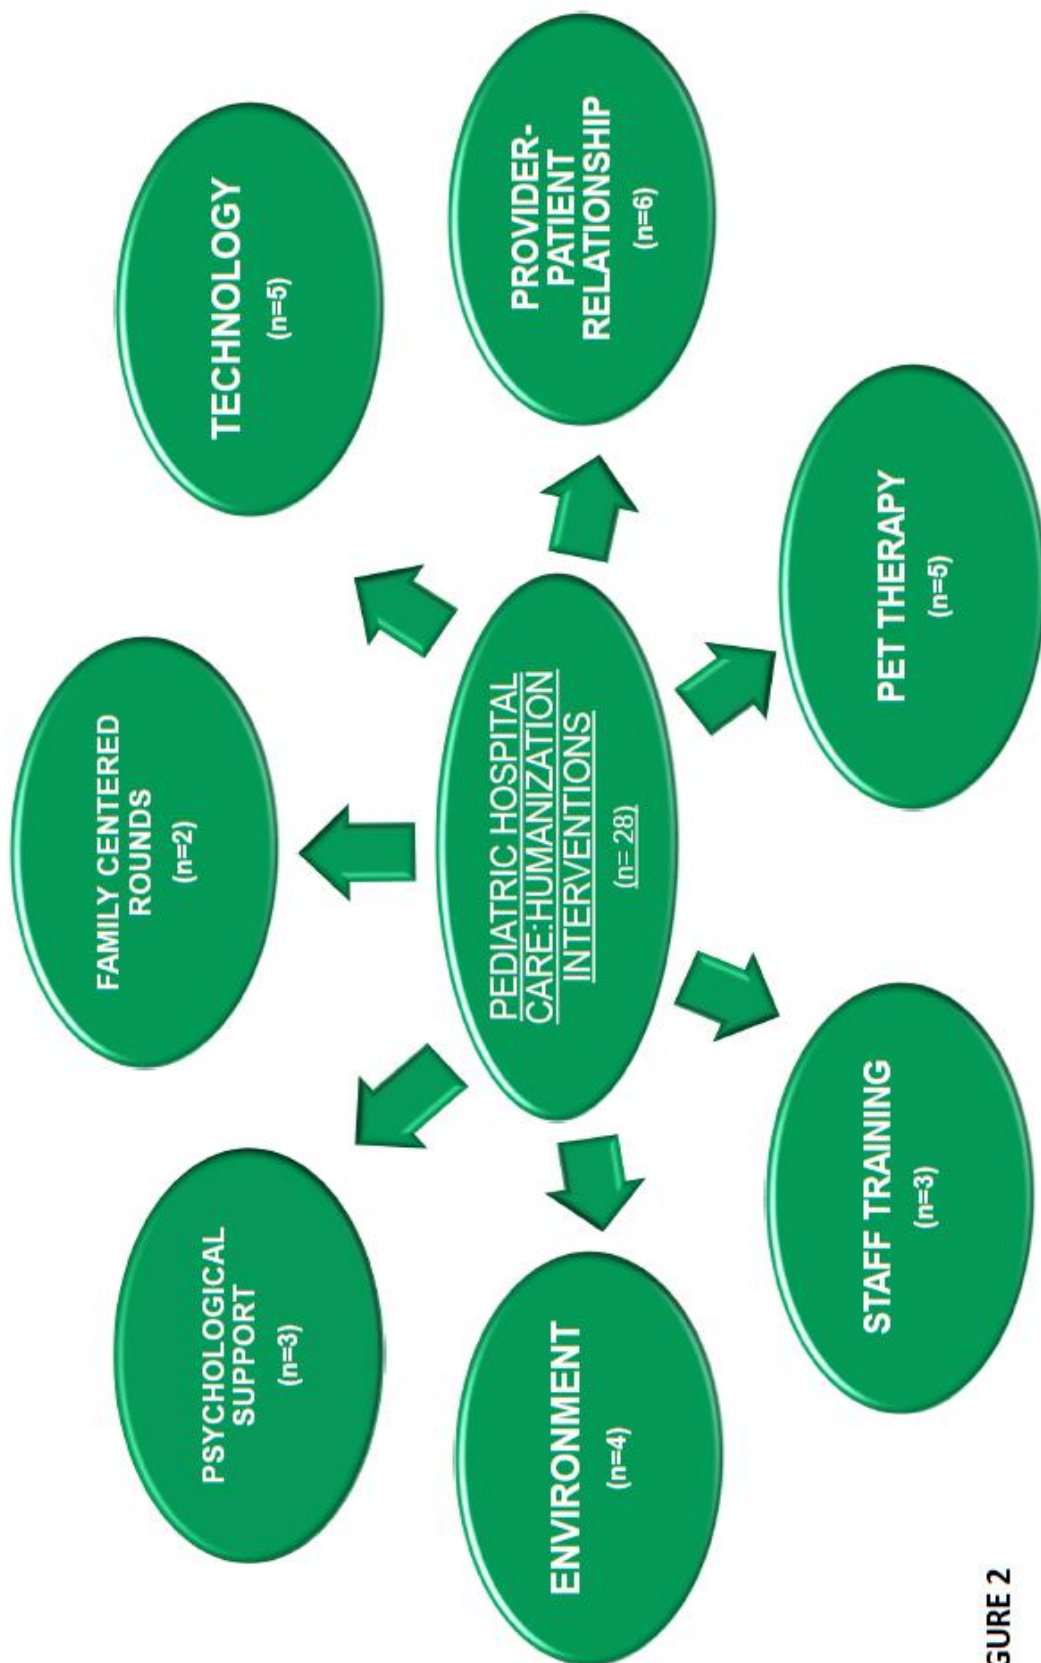 FAMILY CENTERED
ROUNDS
(n=2)
TECHNOLOGY
(n=5)
PROVIDER-
PATIENT
RELATIONSHIP
(n=6)
PET THERAPY
(n=5)
STAFF TRAINING
(n=3)
ENVIRONMENT
(n=4)
PSYCHOLOGICAL
SUPPORT
(n=3)
PEDIATRIC HOSPITAL
CARE:HUMANIZATION
INTERVENTIONS
(n= 28)
GURE 2